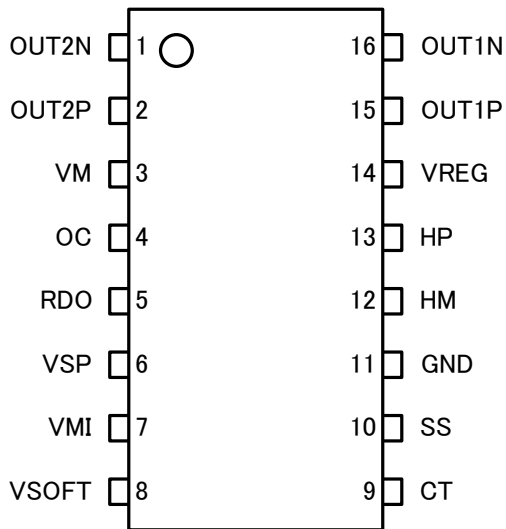 OUT2N 1 16 OUT1N
OUT2P 2 15 OUT1P
VM 3 14 VREG
OC 4 13 HP
RDO 5 12 HM
VSP 6 11 GND
VMI 7 10 SS
VSOFT 8 9 CT